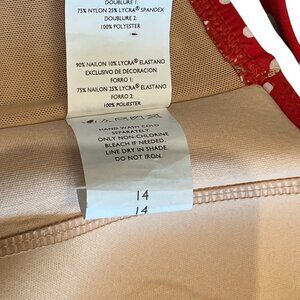 DOUBLURE 1:
75% NYLON 25% LYCRA® SPANDEX
DOUBLURE 2:
100% POLYESTER
90% NAILON 10% LYCRA® ELASTANO
EXCLUSIVO DE DECORACION
FORRO 1:
75% NAILON 25% LYCRA® ELASTANO
FORRO 2:
100% POLIESTER
HAND WASH COLD
SEPARATELY.
ONLY NON-CHLORINE
BLEACH IF NEEDED.
LINE DRY IN SHADE.
DO NOT IRON.
14
14